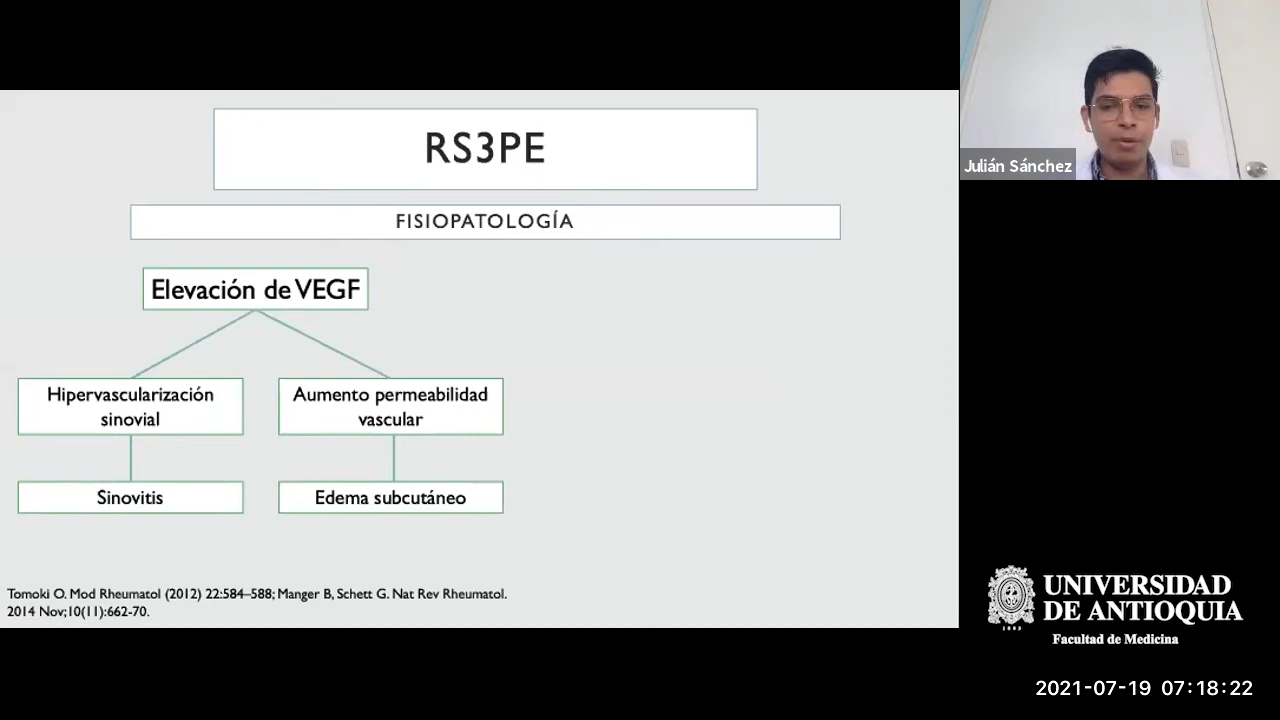 RS3PE
FISIOPATOLOGÍA
Elevación de VEGF
Hipervascularización
sinovial
Aumento permeabilidad
vascular
Sinovitis
Edema subcutáneo
Tomoki O. Mod Rheumatol (2012) 22:584–588; Manger B, Schett G. Nat Rev Rheumatol.
2014 Nov;10(11):662-70.
Julián Sánchez
1803
UNIVERSIDAD
DE ANTIOQUIA
Facultad de Medicina
2021-07-19 07:18:22